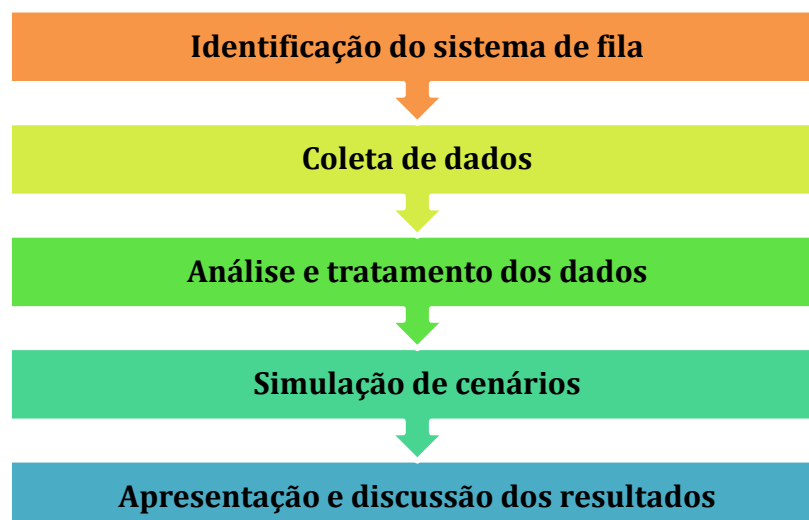 Identificação do sistema de fila
Coleta de dados
Análise e tratamento dos dados
Simulação de cenários
Apresentação e discussão dos resultados